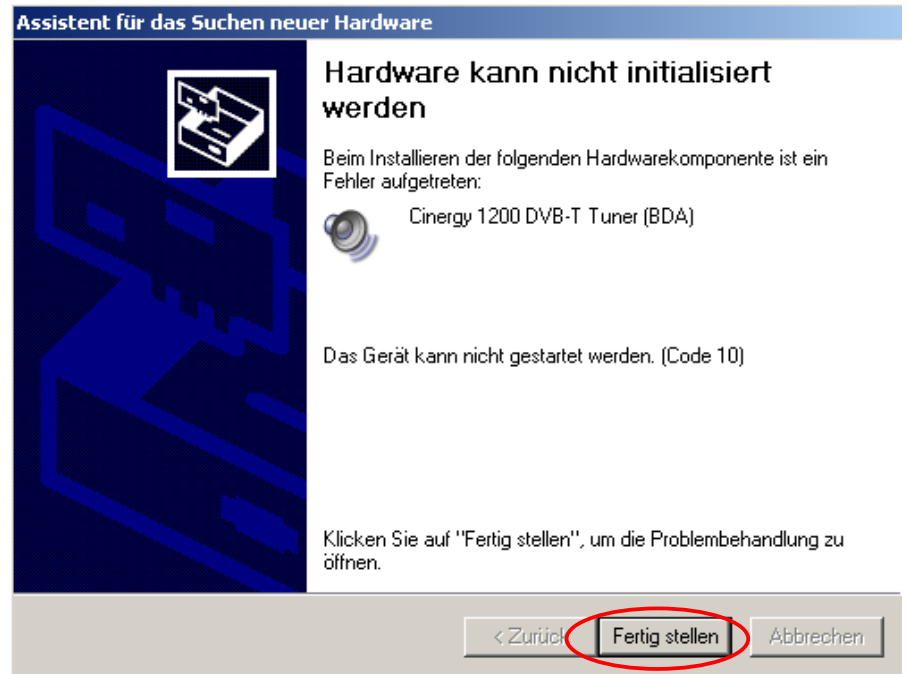 Assistent für das Suchen neuer Hardware
Hardware kann nicht initialisiert
werden
Beim Installieren der folgenden Hardwarekomponente ist ein
Fehler aufgetreten:
Cinergy 1200 DVB-T Tuner (BDA)
Das Gerät kann nicht gestartet werden. (Code 10)
Klicken Sie auf "Fertig stellen", um die Problembehandlung zu
öffnen.
< Zurück Fertig stellen Abbrechen